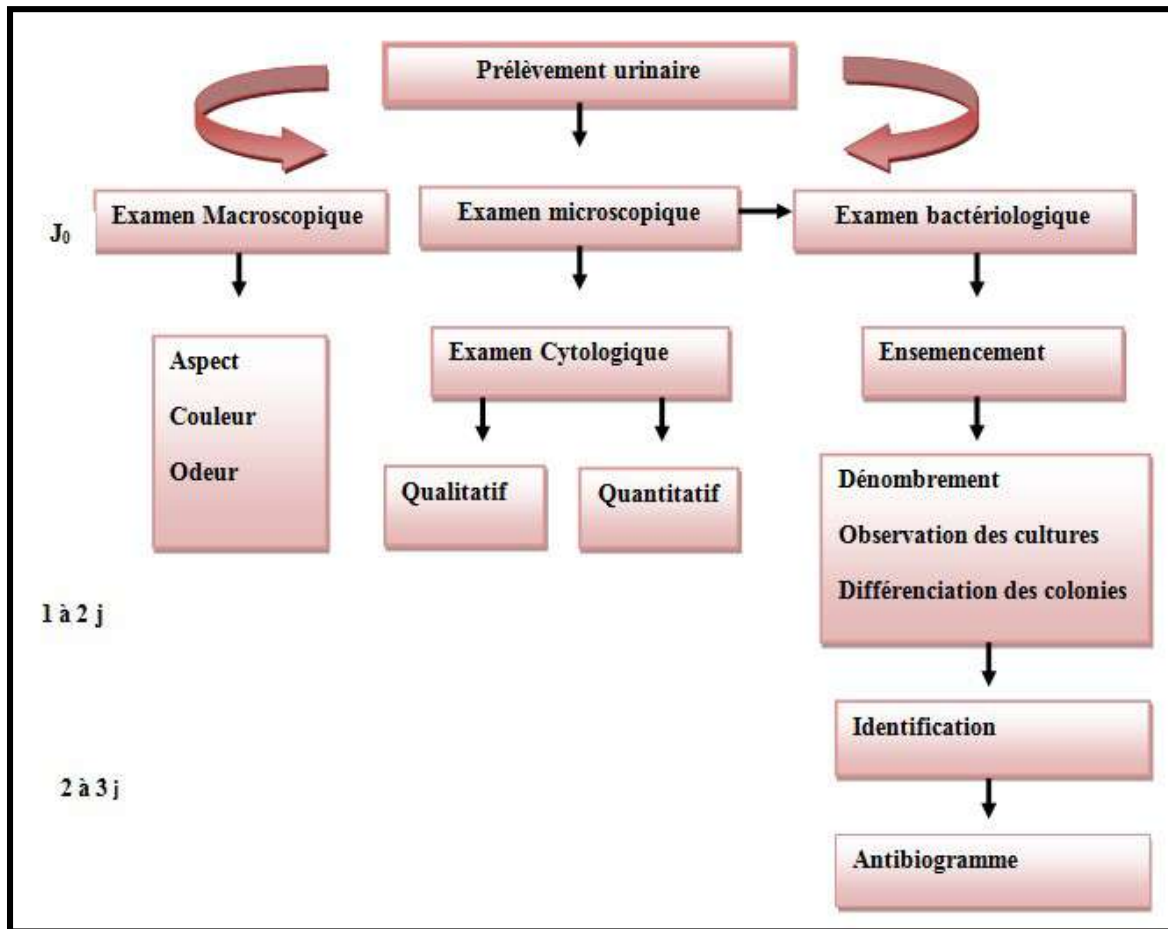 Prélèvement urinaire
Examen Macroscopique
Examen microscopique
Examen bactériologique
J₀
Aspect
Couleur
Odeur
Examen Cytologique
Qualitatif
Quantitatif
Ensemencement
Dénombrement
Observation des cultures
Différenciation des colonies
1 à 2 j
Identification
2 à 3 j
Antibiogramme